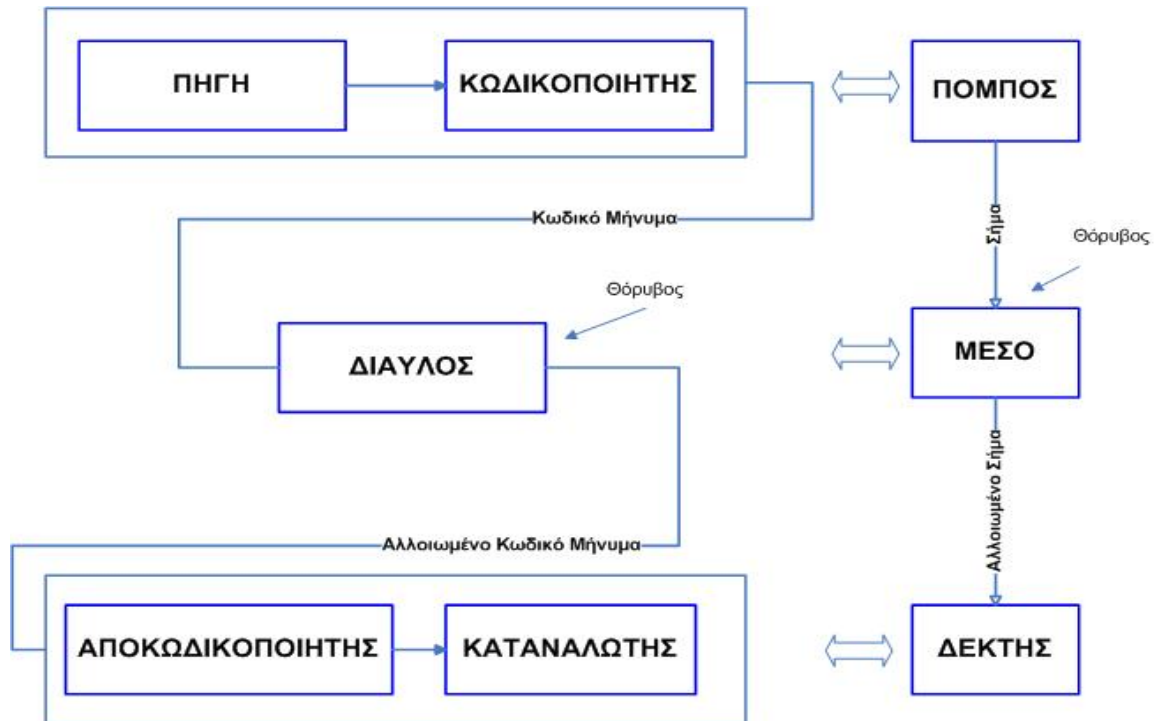 ΠΗΓΗ
ΚΩΔΙΚΟΠΟΙΗΤΗΣ
ΠΟΜΠΟΣ
Κωδικό Μήνυμα
Σήμα
Θόρυβος
Θόρυβος
ΔΙΑΥΛΟΣ
ΜΕΣΟ
Αλλοιωμένο Κωδικό Μήνυμα
Αλλοιωμένο Σήμα
ΑΠΟΚΩΔΙΚΟΠΟΙΗΤΗΣ
ΚΑΤΑΝΑΛΩΤΗΣ
ΔΕΚΤΗΣ